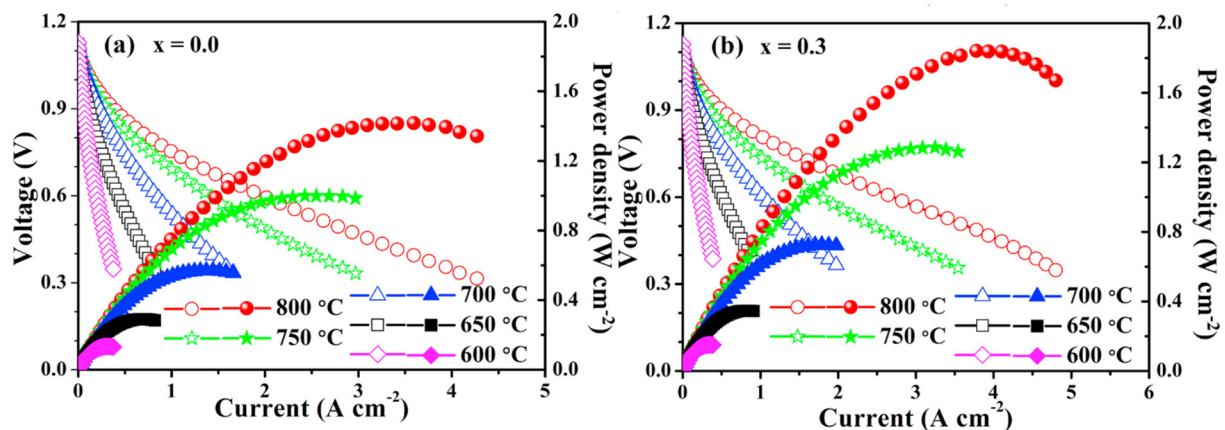 (a) x = 0.0
Voltage (V)
1.2
0.9
0.6
0.3
0.0
2.0
1.6
1.2
0.8
0.4
0.0
Power density (W cm⁻²)
800 °C
750 °C
700 °C
650 °C
600 °C
0 1 2 3 4 5
Current (A cm⁻²)
(b) x = 0.3
Voltage (V)
1.2
0.9
0.6
0.3
0.0
2.0
1.6
1.2
0.8
0.4
0.0
Power density (W cm⁻²)
800 °C
750 °C
700 °C
650 °C
600 °C
0 1 2 3 4 5 6
Current (A cm⁻²)